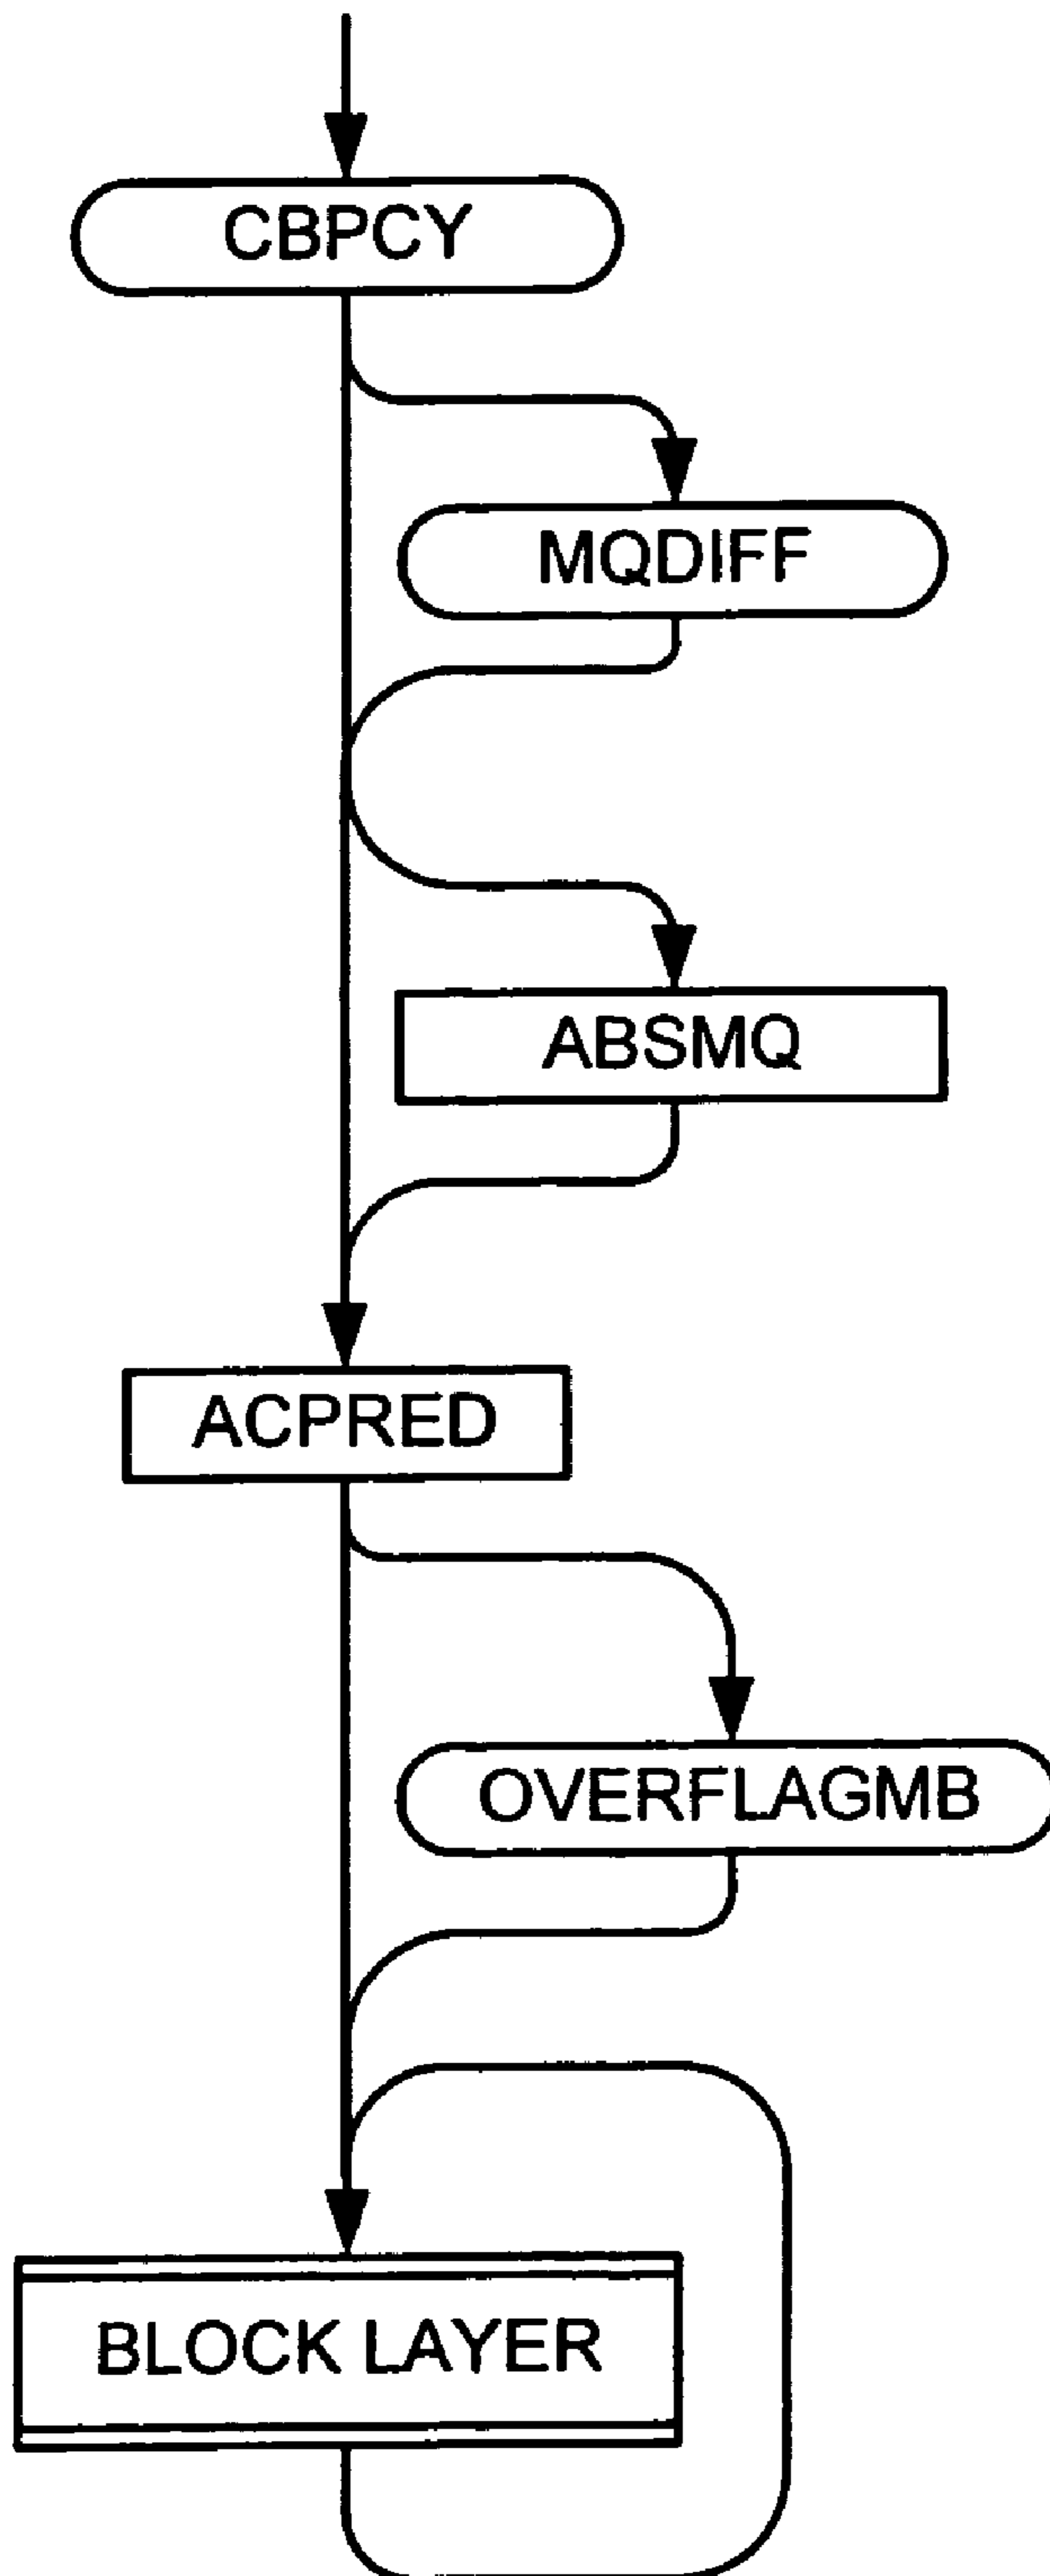 CBPCY
MQDIFF
ABSMQ
ACPRED
OVERFLAGMB
BLOCK LAYER